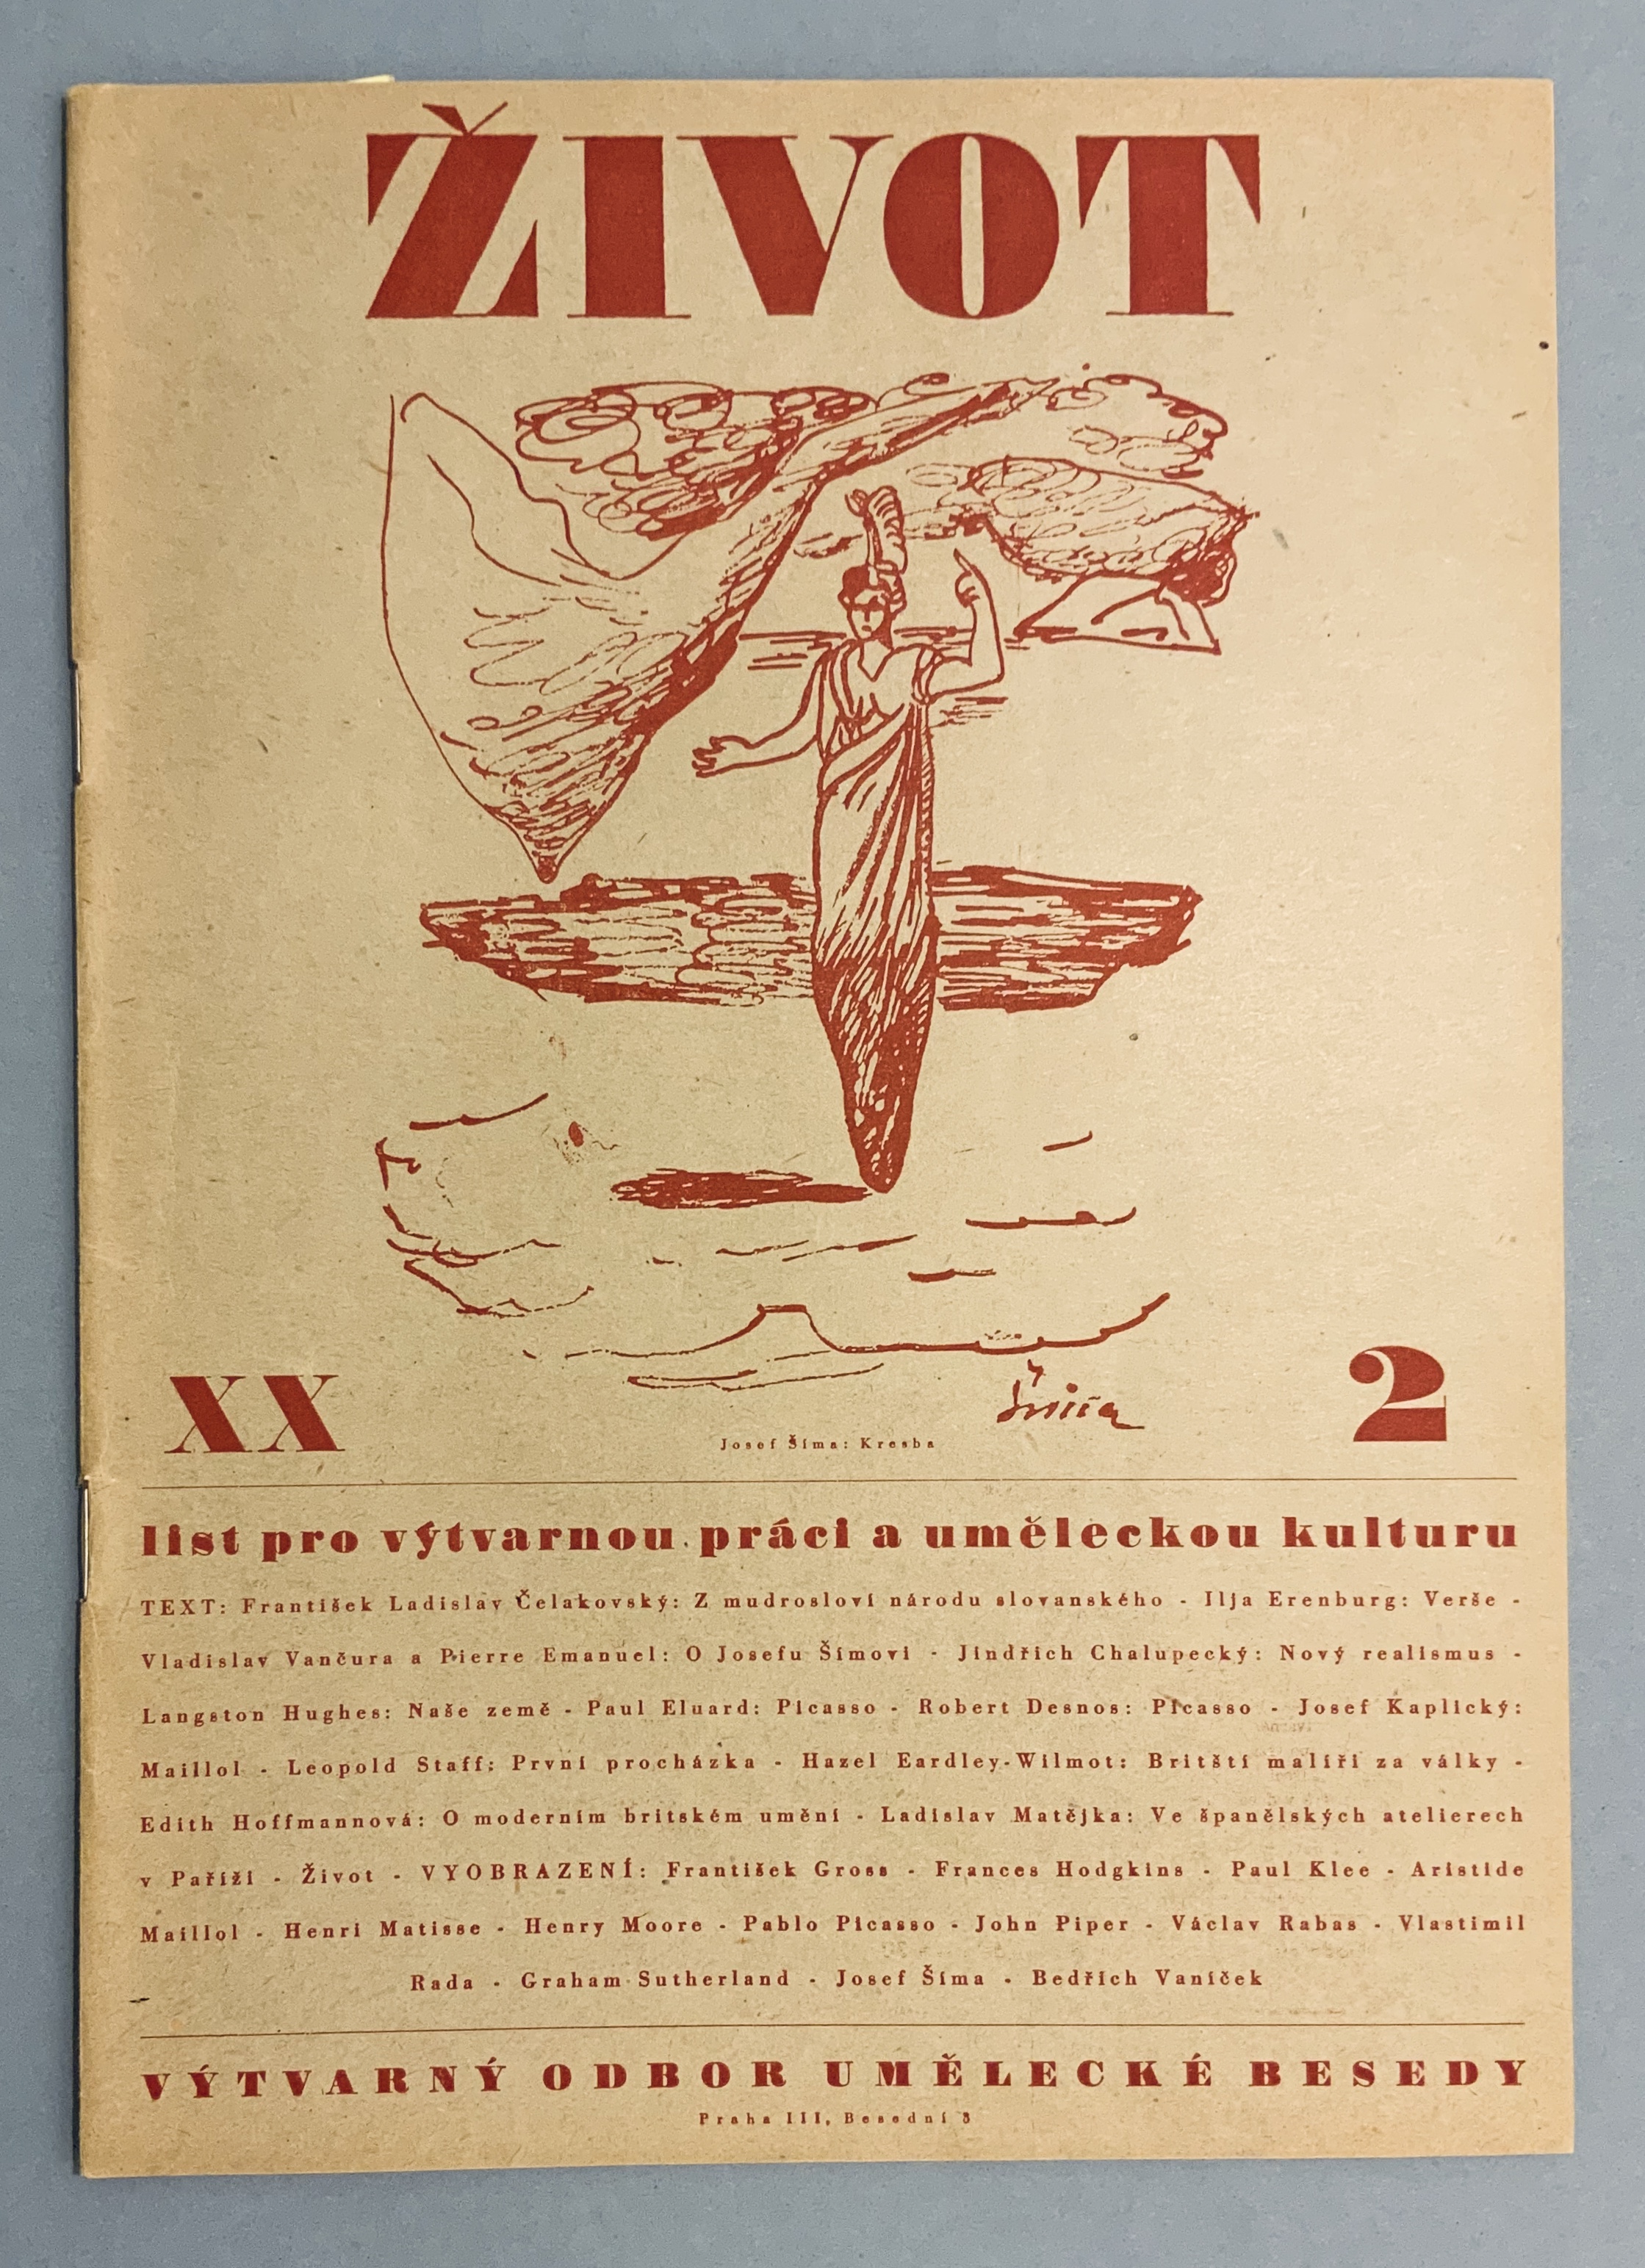 ŽIVOT
Šíma
XX
2
Josef Šíma: Kresba
list pro výtvarnou práci a uměleckou kulturu
TEXT: František Ladislav Čelakovský: Z mudrosloví národu slovanského - Ilja Erenburg: Verše -
Vladislav Vančura a Pierre Emanuel: O Josefu Šímovi - Jindřich Chalupecký: Nový realismus -
Langston Hughes: Naše země - Paul Eluard: Picasso - Robert Desnos: Picasso - Josef Kaplický:
Maillol - Leopold Staff: První procházka - Hazel Eardley-Wilmot: Britští malíři za války -
Edith Hoffmannová: O moderním britském umění - Ladislav Matějka: Ve španělských atelierech
v Paříži - Život - VYOBRAZENÍ: František Gross - Frances Hodgkins - Paul Klee - Aristide
Maillol - Henri Matisse - Henry Moore - Pablo Picasso - John Piper - Václav Rabas - Vlastimil
Rada - Graham Sutherland - Josef Šíma - Bedřich Vaníček
VÝTVARNÝ ODBOR UMĚLECKÉ BESEDY
Praha III, Besední 3